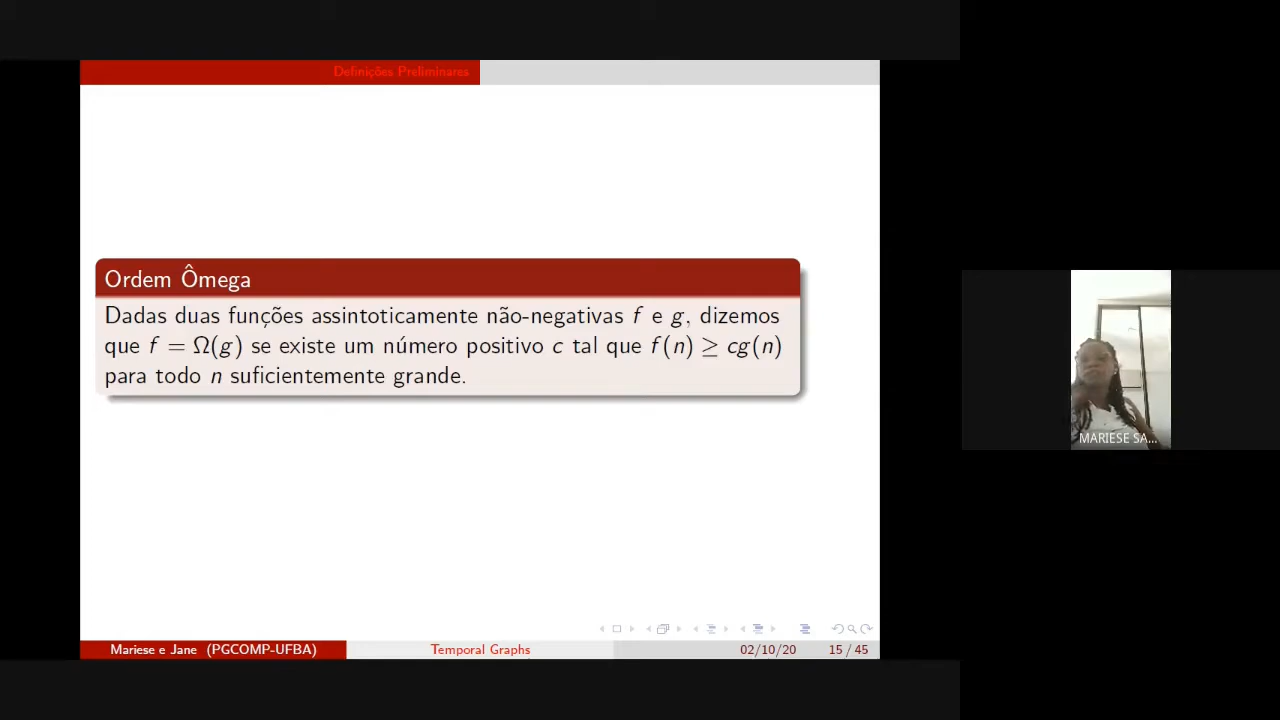 Definições Preliminares
Ordem Ômega
Dadas duas funções assintoticamente não-negativas f e g, dizemos
que f = Ω(g) se existe um número positivo c tal que f(n) ≥ cg(n)
para todo n suficientemente grande.
MARIESE SA...
Mariese e Jane (PGCOMP-UFBA) Temporal Graphs 02/10/20 15 / 45